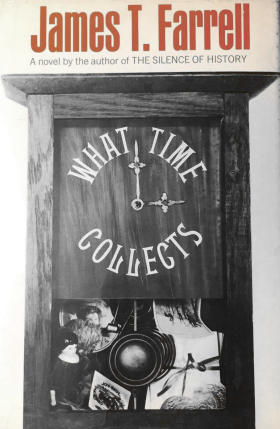 James T. Farrell
A novel by the author of THE SILENCE OF HISTORY
WHAT TIME
COLLECTS